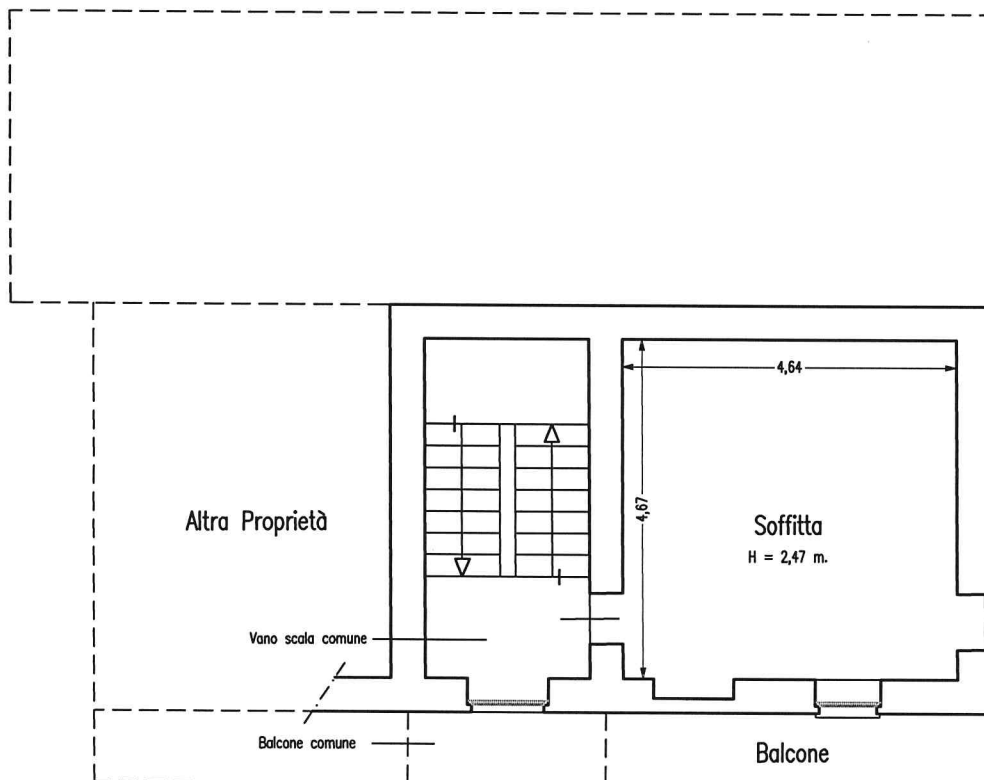 4,64
4,67
Altra Proprietà
Soffitta
H = 2,47 m.
Vano scala comune
Balcone comune
Balcone